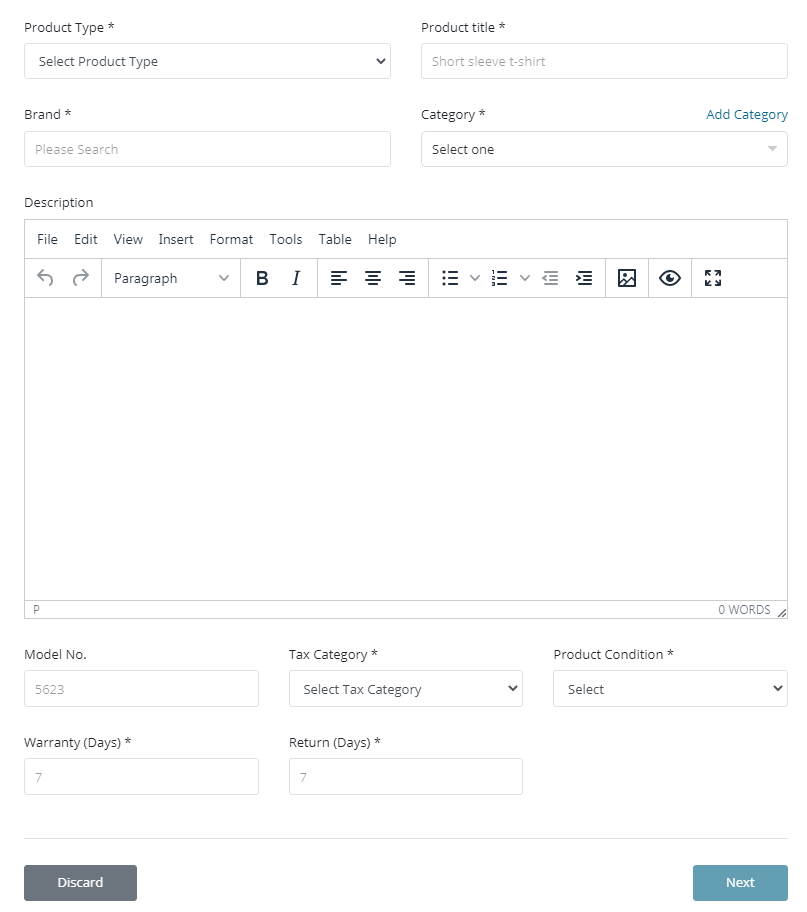 Product Type *
Product title *
Select Product Type
Short sleeve t-shirt
Brand *
Category *
Add Category
Please Search
Select one
Description
File Edit View Insert Format Tools Table Help
Paragraph B I
P
0 WORDS
Model No.
Tax Category *
Product Condition *
5623
Select Tax Category
Select
Warranty (Days) *
Return (Days) *
7
7
Discard
Next